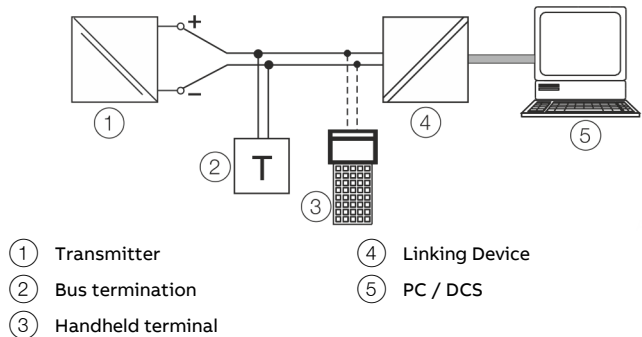 +
−
1
2
T
3
4
5
1 Transmitter
2 Bus termination
3 Handheld terminal
4 Linking Device
5 PC / DCS